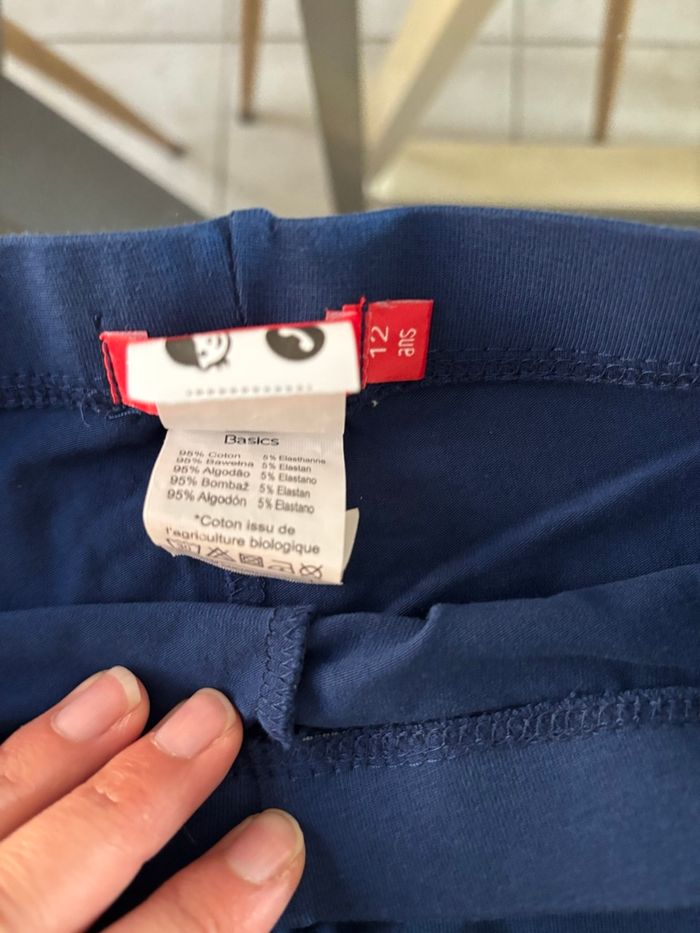 12
ans
Basics
95% Coton 5% Elasthanne
95% Bawełna 5% Elastan
95% Algodão 5% Elastano
95% Bombaž 5% Elastan
95% Algodón 5% Elastano
*Coton issu de
l'agriculture biologique
30